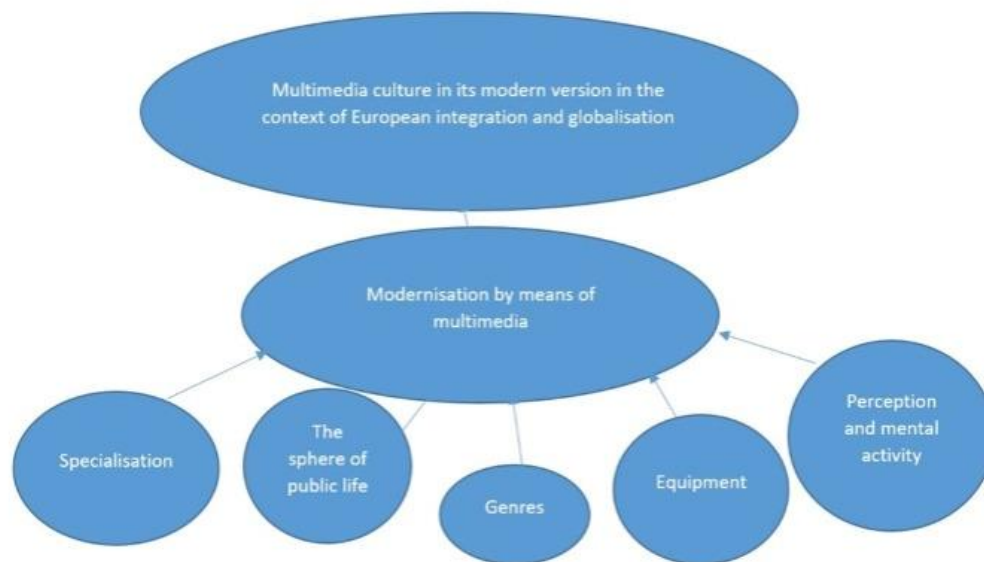 Multimedia culture in its modern version in the
context of European integration and globalisation
Modernisation by means of
multimedia
Specialisation
The
sphere of
public life
Genres
Equipment
Perception
and mental
activity